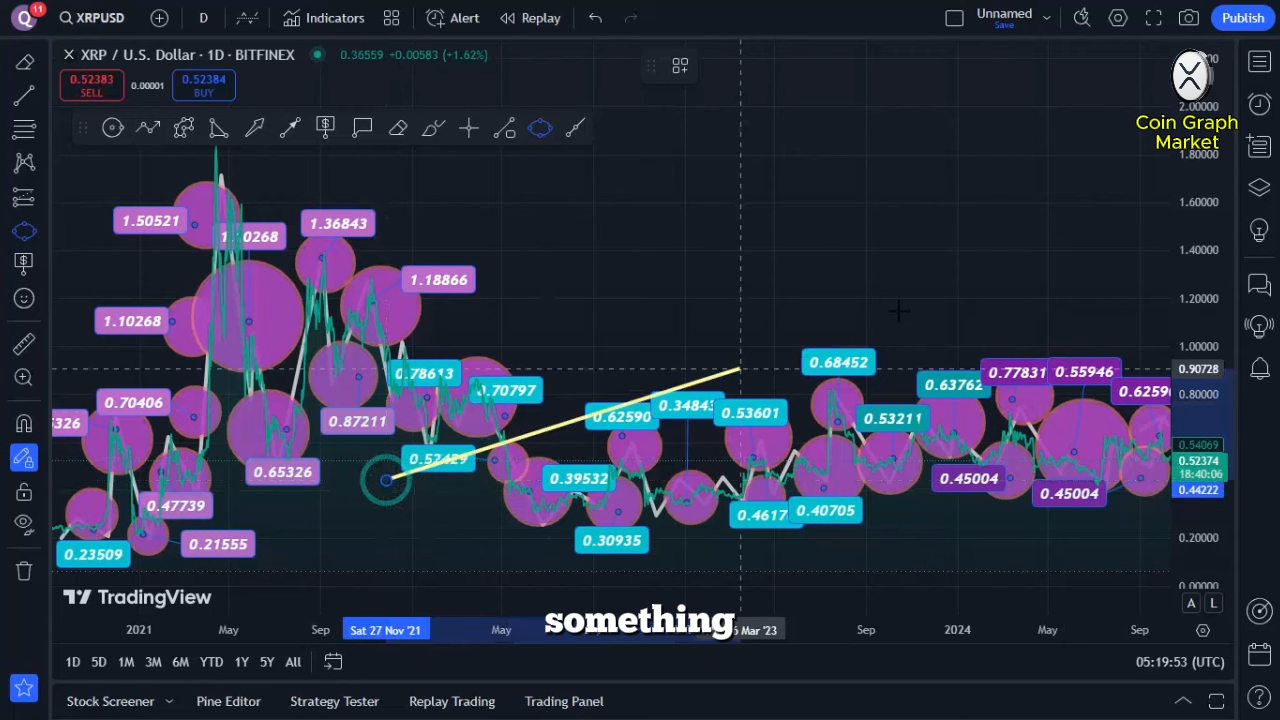 Q
11
XRPUSD
D
Indicators
Alert
Replay
Unnamed
Save
Publish
XRP / U.S. Dollar · 1D · BITFINEX
0.36559 +0.00583 (+1.62%)
0.52383
SELL
0.00001
0.52384
BUY
Coin Graph
Market
2.00000
1.80000
1.60000
1.40000
1.20000
1.00000
0.90728
0.80000
0.54069
0.52374
18:40:06
0.44222
0.20000
0.00000
1.50521
1.36843
1.18866
1.10268
0.70406
0.78613
0.70797
0.87211
0.65326
0.47739
0.21555
0.23509
0.52429
0.39532
0.30935
0.62590
0.34843
0.53601
0.40705
0.68452
0.53211
0.63762
0.77831
0.55946
0.45004
0.45004
TradingView
something
A
L
2021
May
Sep
Sat 27 Nov '21
May
Mar '23
Sep
2024
May
Sep
1D
5D
1M
3M
6M
YTD
1Y
5Y
All
05:19:53 (UTC)
Stock Screener
Pine Editor
Strategy Tester
Replay Trading
Trading Panel